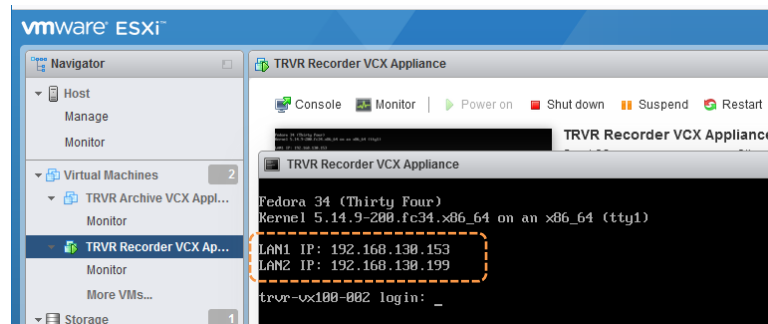 vmware ESXi™
Navigator
Host
Manage
Monitor
Virtual Machines 2
TRVR Archive VCX Appl...
Monitor
TRVR Recorder VCX Ap...
Monitor
More VMs...
Storage 1
TRVR Recorder VCX Appliance
Console Monitor Power on Shut down Suspend Restart
TRVR Recorder VCX Appliance
TRVR Recorder VCX Appliance
Fedora 34 (Thirty Four)
Kernel 5.14.9-200.fc34.x86_64 on an x86_64 (tty1)
LAN1 IP: 192.168.130.153
LAN2 IP: 192.168.130.199
trvr-vx100-002 login: _